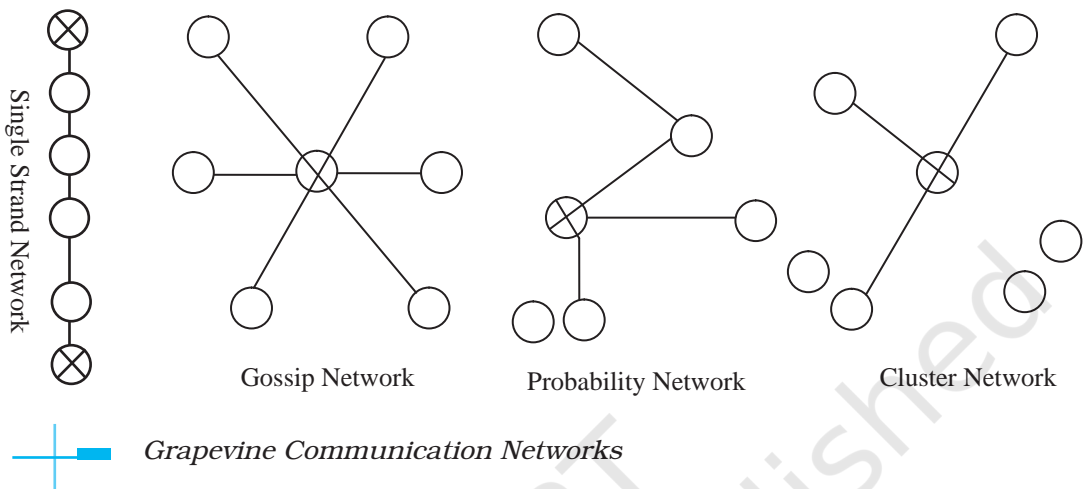 Single Strand Network
Gossip Network
Probability Network
Cluster Network
Grapevine Communication Networks